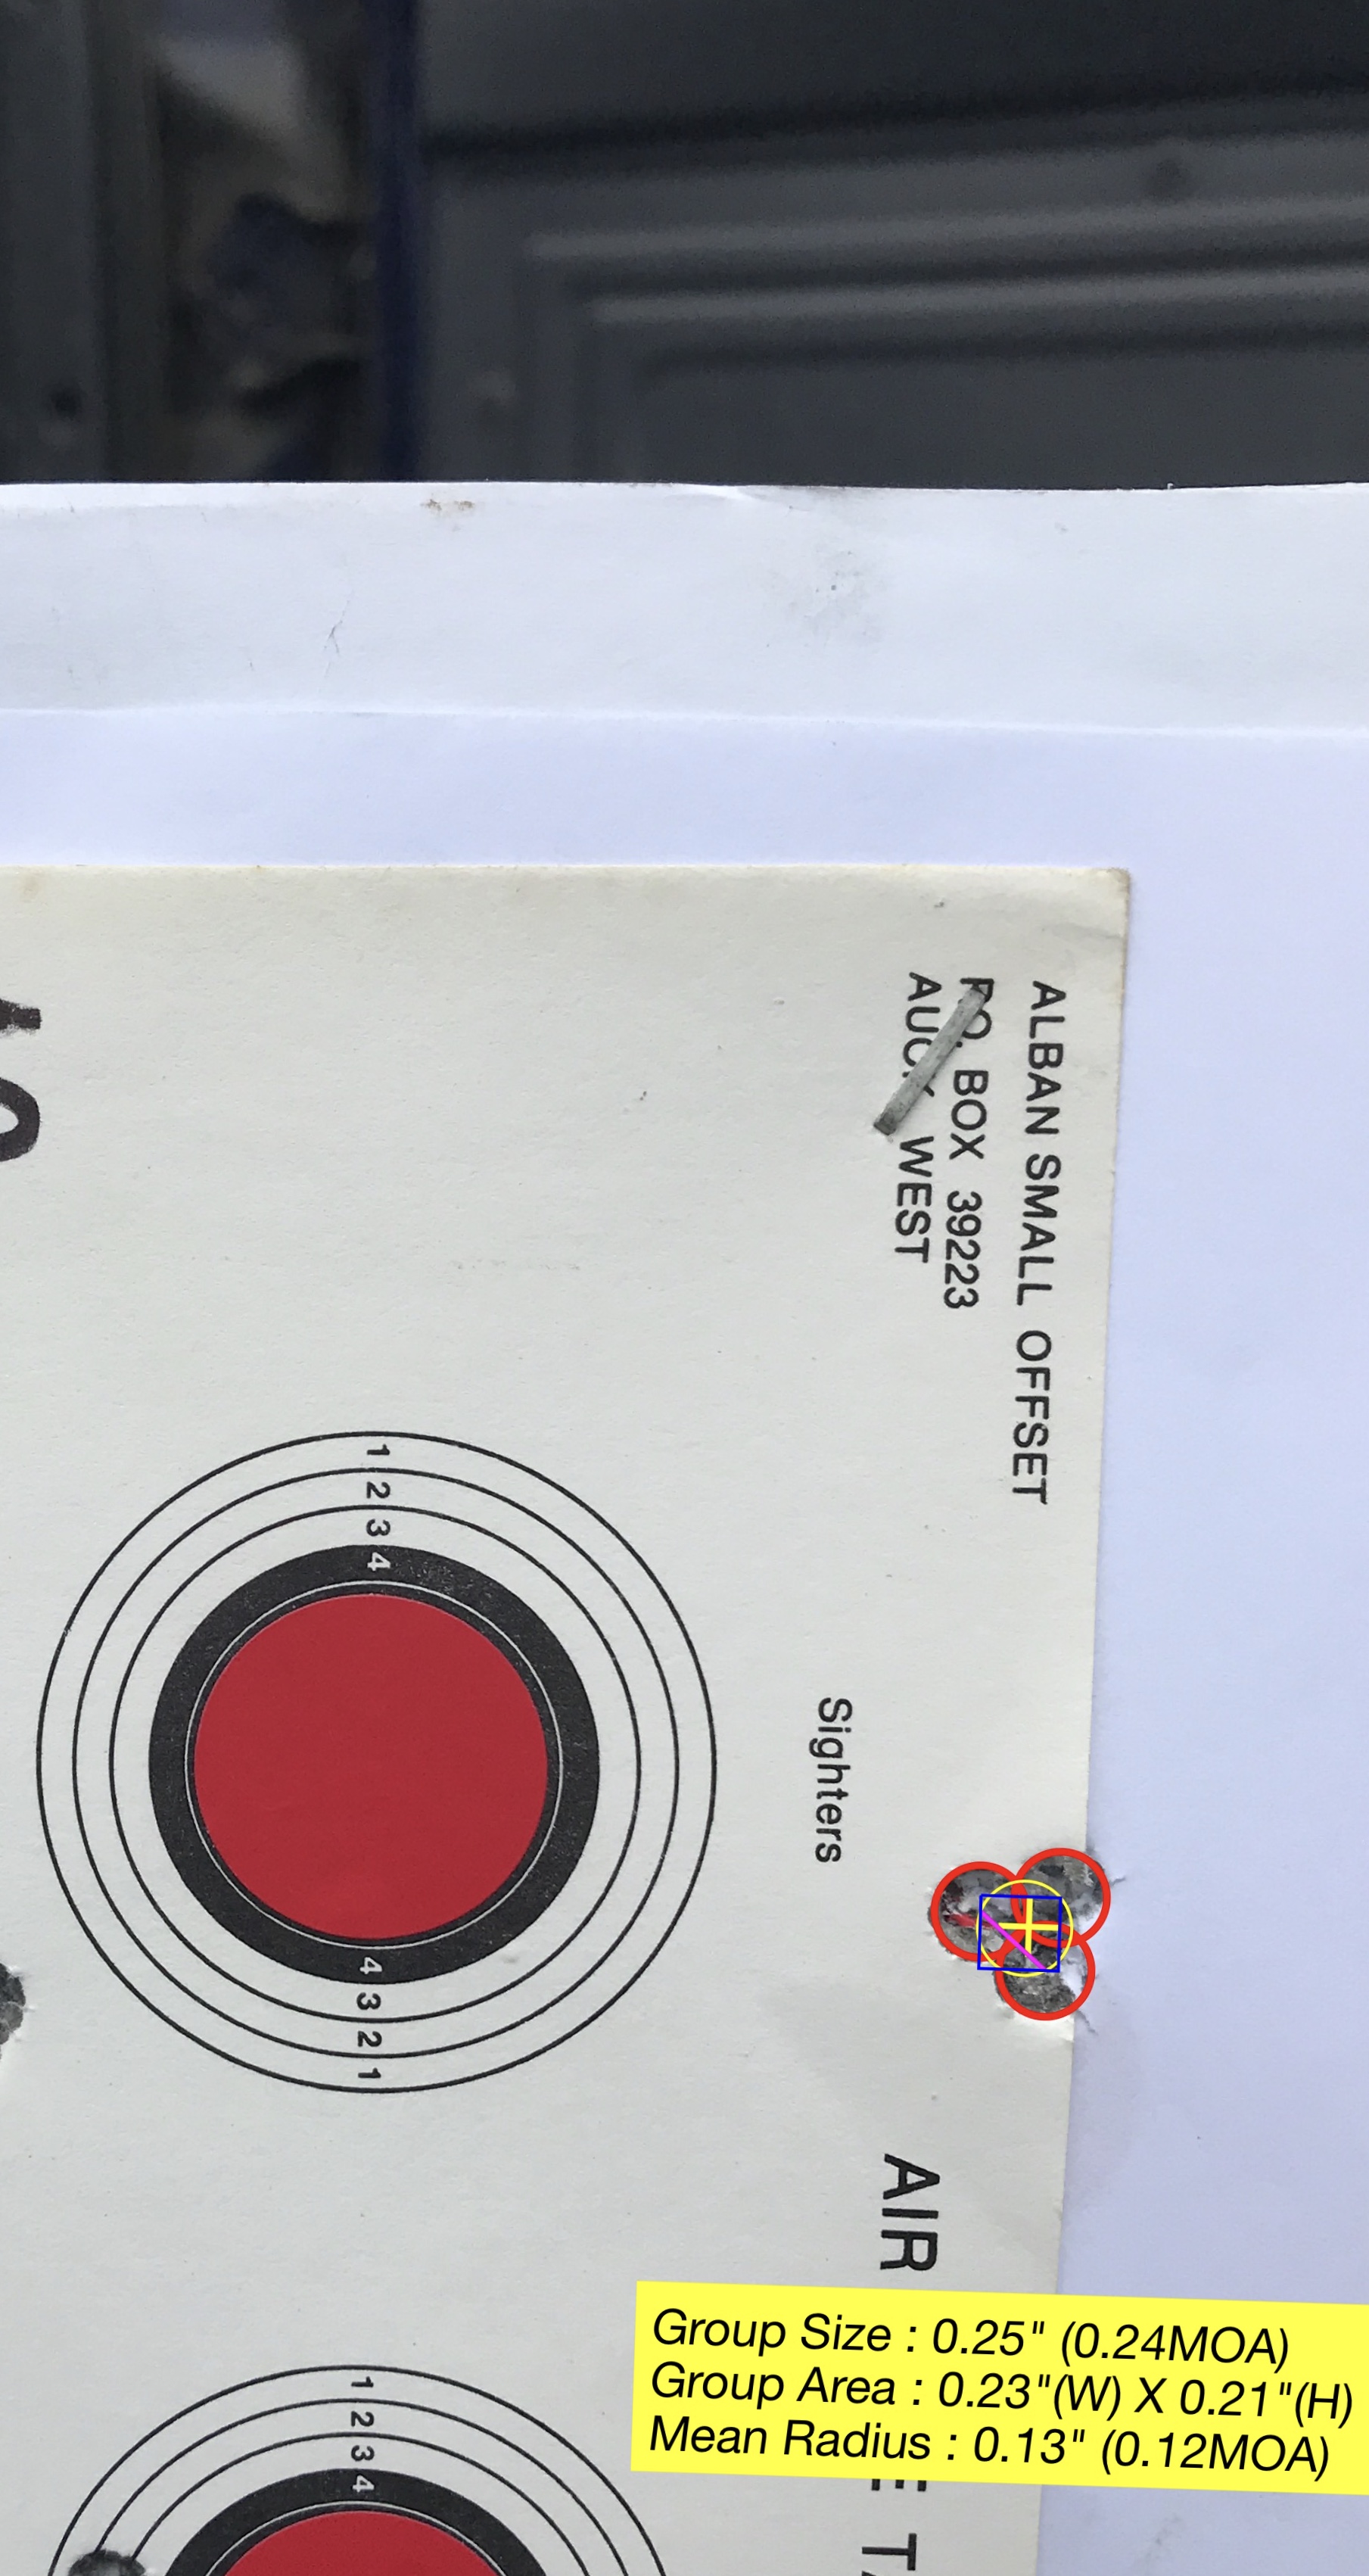 ALBAN SMALL OFFSET
P.O. BOX 39223
AUCK WEST
1 2 3 4
4 3 2 1
Sighters
AIR
1 2 3 4
Group Size : 0.25" (0.24MOA)
Group Area : 0.23"(W) X 0.21"(H)
Mean Radius : 0.13" (0.12MOA)